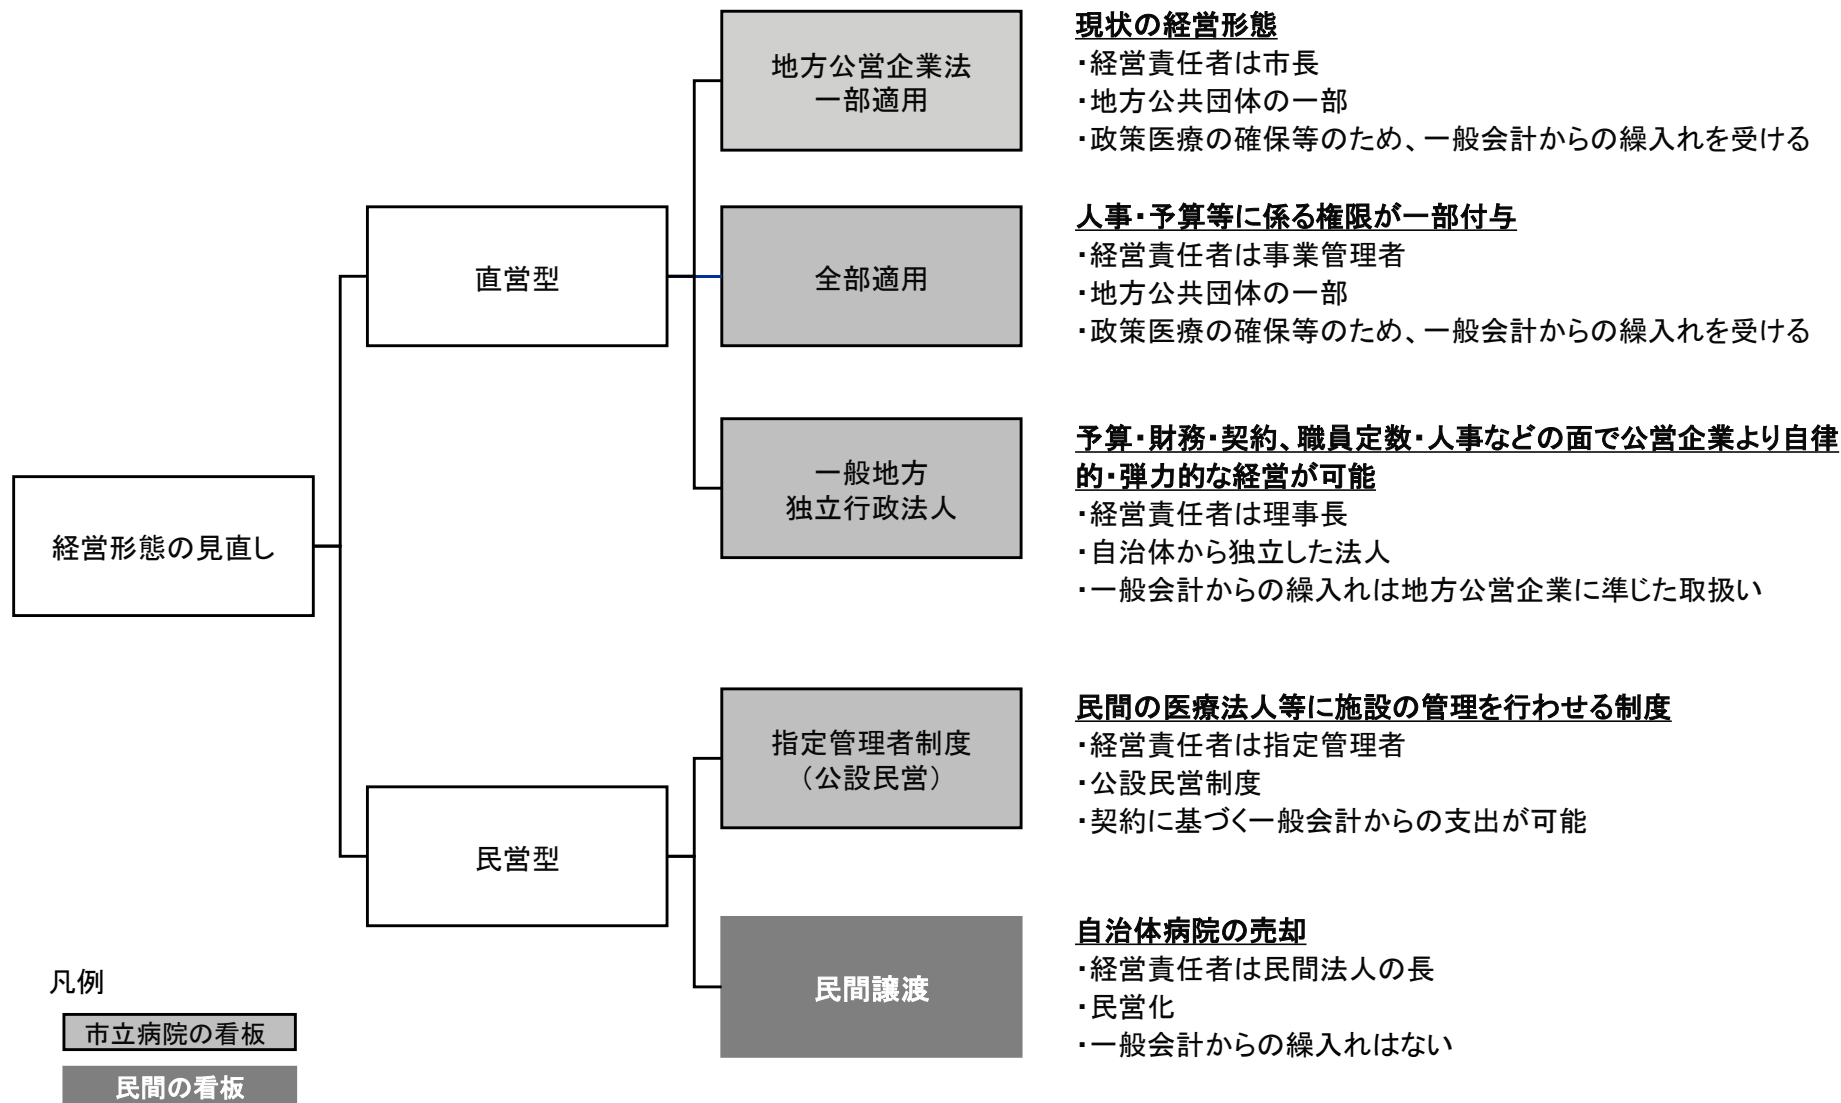 地方公営企業法
一部適用
現状の経営形態
・経営責任者は市長
・地方公共団体の一部
・政策医療の確保等のため、一般会計からの繰入れを受ける
直営型
全部適用
人事・予算等に係る権限が一部付与
・経営責任者は事業管理者
・地方公共団体の一部
・政策医療の確保等のため、一般会計からの繰入れを受ける
一般地方
独立行政法人
予算・財務・契約、職員定数・人事などの面で公営企業より自律
的・弾力的な経営が可能
・経営責任者は理事長
・自治体から独立した法人
・一般会計からの繰入れは地方公営企業に準じた取扱い
経営形態の見直し
指定管理者制度
（公設民営）
民間の医療法人等に施設の管理を行わせる制度
・経営責任者は指定管理者
・公設民営制度
・契約に基づく一般会計からの支出が可能
民営型
民間譲渡
自治体病院の売却
・経営責任者は民間法人の長
・民営化
・一般会計からの繰入れはない
凡例
市立病院の看板
民間の看板